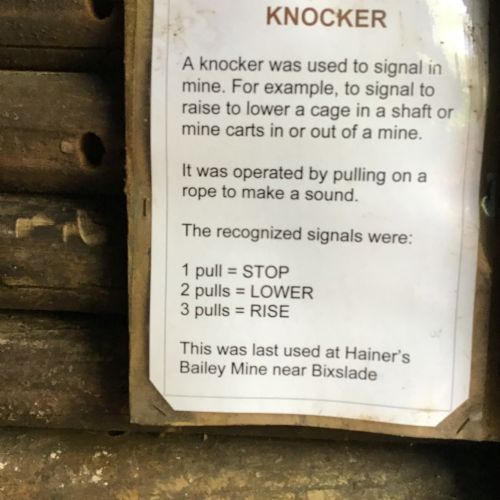 KNOCKER
A knocker was used to signal in
mine. For example, to signal to
raise to lower a cage in a shaft or
mine carts in or out of a mine.
It was operated by pulling on a
rope to make a sound.
The recognized signals were:
1 pull = STOP
2 pulls = LOWER
3 pulls = RISE
This was last used at Hainer's
Bailey Mine near Bixslade